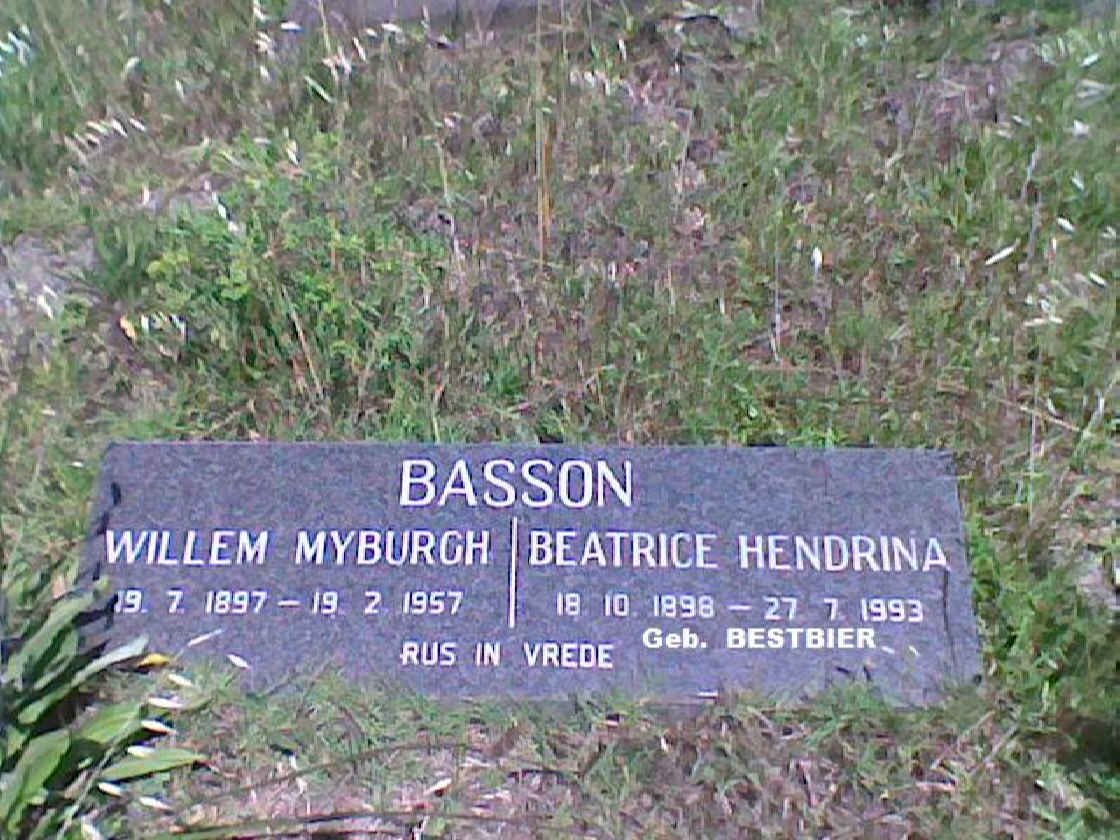 BASSON
WILLEM MYBURGH
19. 7. 1897 – 19. 2 1957
BEATRICE HENDRINA
18 10. 1898 – 27. 7. 1993
Geb. BESTBIER
RUS IN VREDE